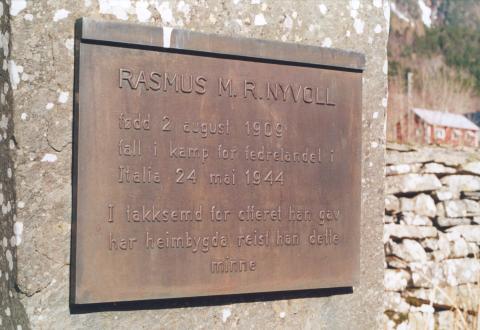 RASMUS M. R. NYVOLL
fødd 2 august 1909
fall i kamp for fedrelandet i
Italia 24 mai 1944
I takksemd for offeret han gav
har heimbygda reist han dette
minne